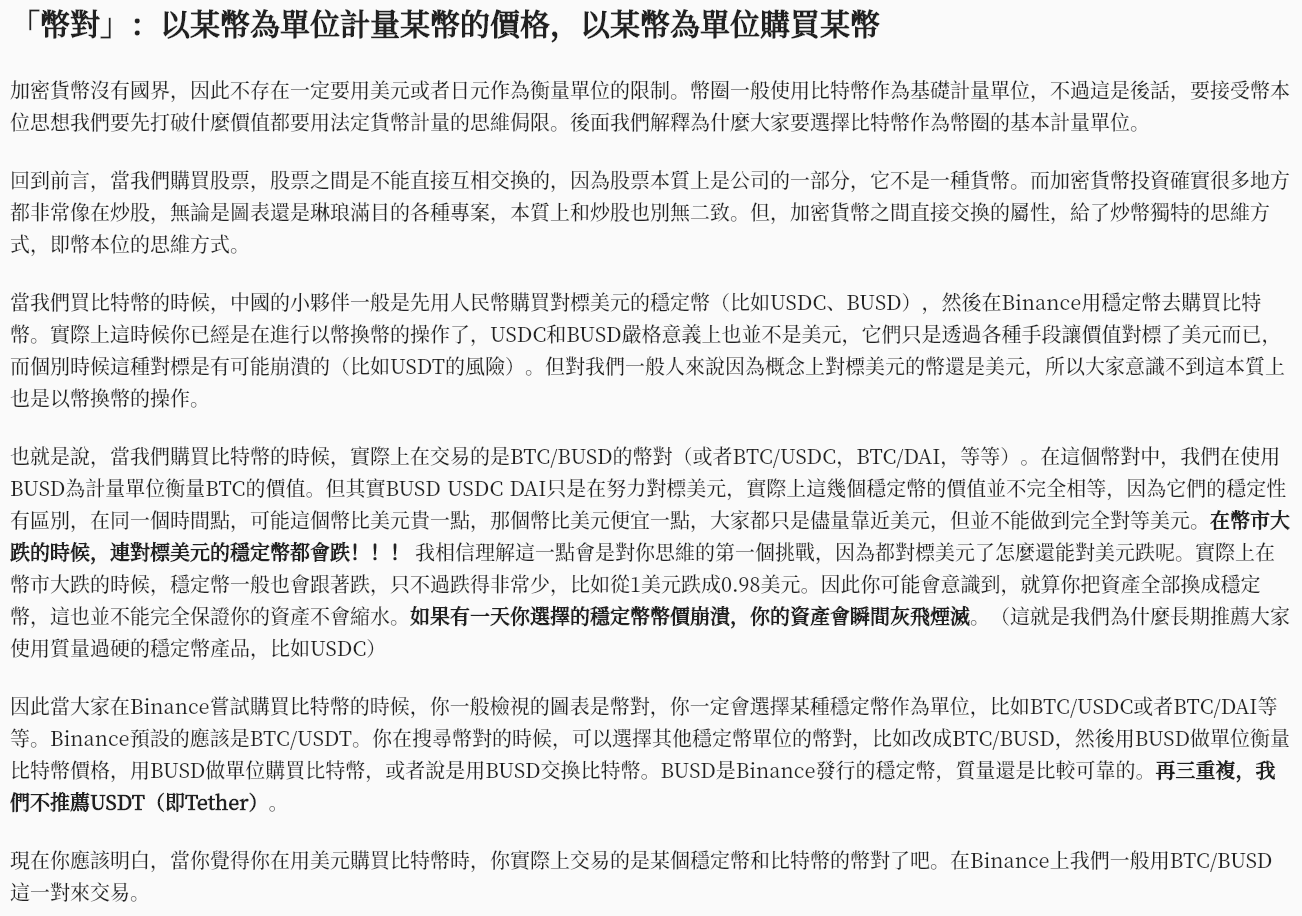 「幣對」：以某幣為單位計量某幣的價格，以某幣為單位購買某幣
加密貨幣沒有國界，因此不存在一定要用美元或者日元作為衡量單位的限制。幣圈一般使用比特幣作為基礎計量單位，不過這是後話，要接受幣本
位思想我們要先打破什麼價值都要用法定貨幣計量的思維侷限。後面我們解釋為什麼大家要選擇比特幣作為幣圈的基本計量單位。
回到前言，當我們購買股票，股票之間是不能直接互相交換的，因為股票本質上是公司的一部分，它不是一種貨幣。而加密貨幣投資確實很多地方
都非常像在炒股，無論是圖表還是琳琅滿目的各種專案，本質上和炒股也別無二致。但，加密貨幣之間直接交換的屬性，給了炒幣獨特的思維方
式，即幣本位的思維方式。
當我們買比特幣的時候，中國的小夥伴一般是先用人民幣購買對標美元的穩定幣（比如USDC、BUSD），然後在Binance用穩定幣去購買比特
幣。實際上這時候你已經是在進行以幣換幣的操作了，USDC和BUSD嚴格意義上也並不是美元，它們只是透過各種手段讓價值對標了美元而已，
而個別時候這種對標是有可能崩潰的（比如USDT的風險）。但對我們一般人來說因為概念上對標美元的幣還是美元，所以大家意識不到這本質上
也是以幣換幣的操作。
也就是說，當我們購買比特幣的時候，實際上在交易的是BTC/BUSD的幣對（或者BTC/USDC，BTC/DAI，等等）。在這個幣對中，我們在使用
BUSD為計量單位衡量BTC的價值。但其實BUSD USDC DAI只是在努力對標美元，實際上這幾個穩定幣的價值並不完全相等，因為它們的穩定性
有區別，在同一個時間點，可能這個幣比美元貴一點，那個幣比美元便宜一點，大家都只是儘量靠近美元，但並不能做到完全對等美元。在幣市大
跌的時候，連對標美元的穩定幣都會跌！！！ 我相信理解這一點會是對你思維的第一個挑戰，因為都對標美元了怎麼還能對美元跌呢。實際上在
幣市大跌的時候，穩定幣一般也會跟著跌，只不過跌得非常少，比如從1美元跌成0.98美元。因此你可能會意識到，就算你把資產全部換成穩定
幣，這也並不能完全保證你的資產不會縮水。如果有一天你選擇的穩定幣幣價崩潰，你的資產會瞬間灰飛煙滅。（這就是我們為什麼長期推薦大家
使用質量過硬的穩定幣產品，比如USDC）
因此當大家在Binance嘗試購買比特幣的時候，你一般檢視的圖表是幣對，你一定會選擇某種穩定幣作為單位，比如BTC/USDC或者BTC/DAI等
等。Binance預設的應該是BTC/USDT。你在搜尋幣對的時候，可以選擇其他穩定幣單位的幣對，比如改成BTC/BUSD，然後用BUSD做單位衡量
比特幣價格，用BUSD做單位購買比特幣，或者說是用BUSD交換比特幣。BUSD是Binance發行的穩定幣，質量還是比較可靠的。再三重複，我
們不推薦USDT（即Tether）。
現在你應該明白，當你覺得你在用美元購買比特幣時，你實際上交易的是某個穩定幣和比特幣的幣對了吧。在Binance上我們一般用BTC/BUSD
這一對來交易。